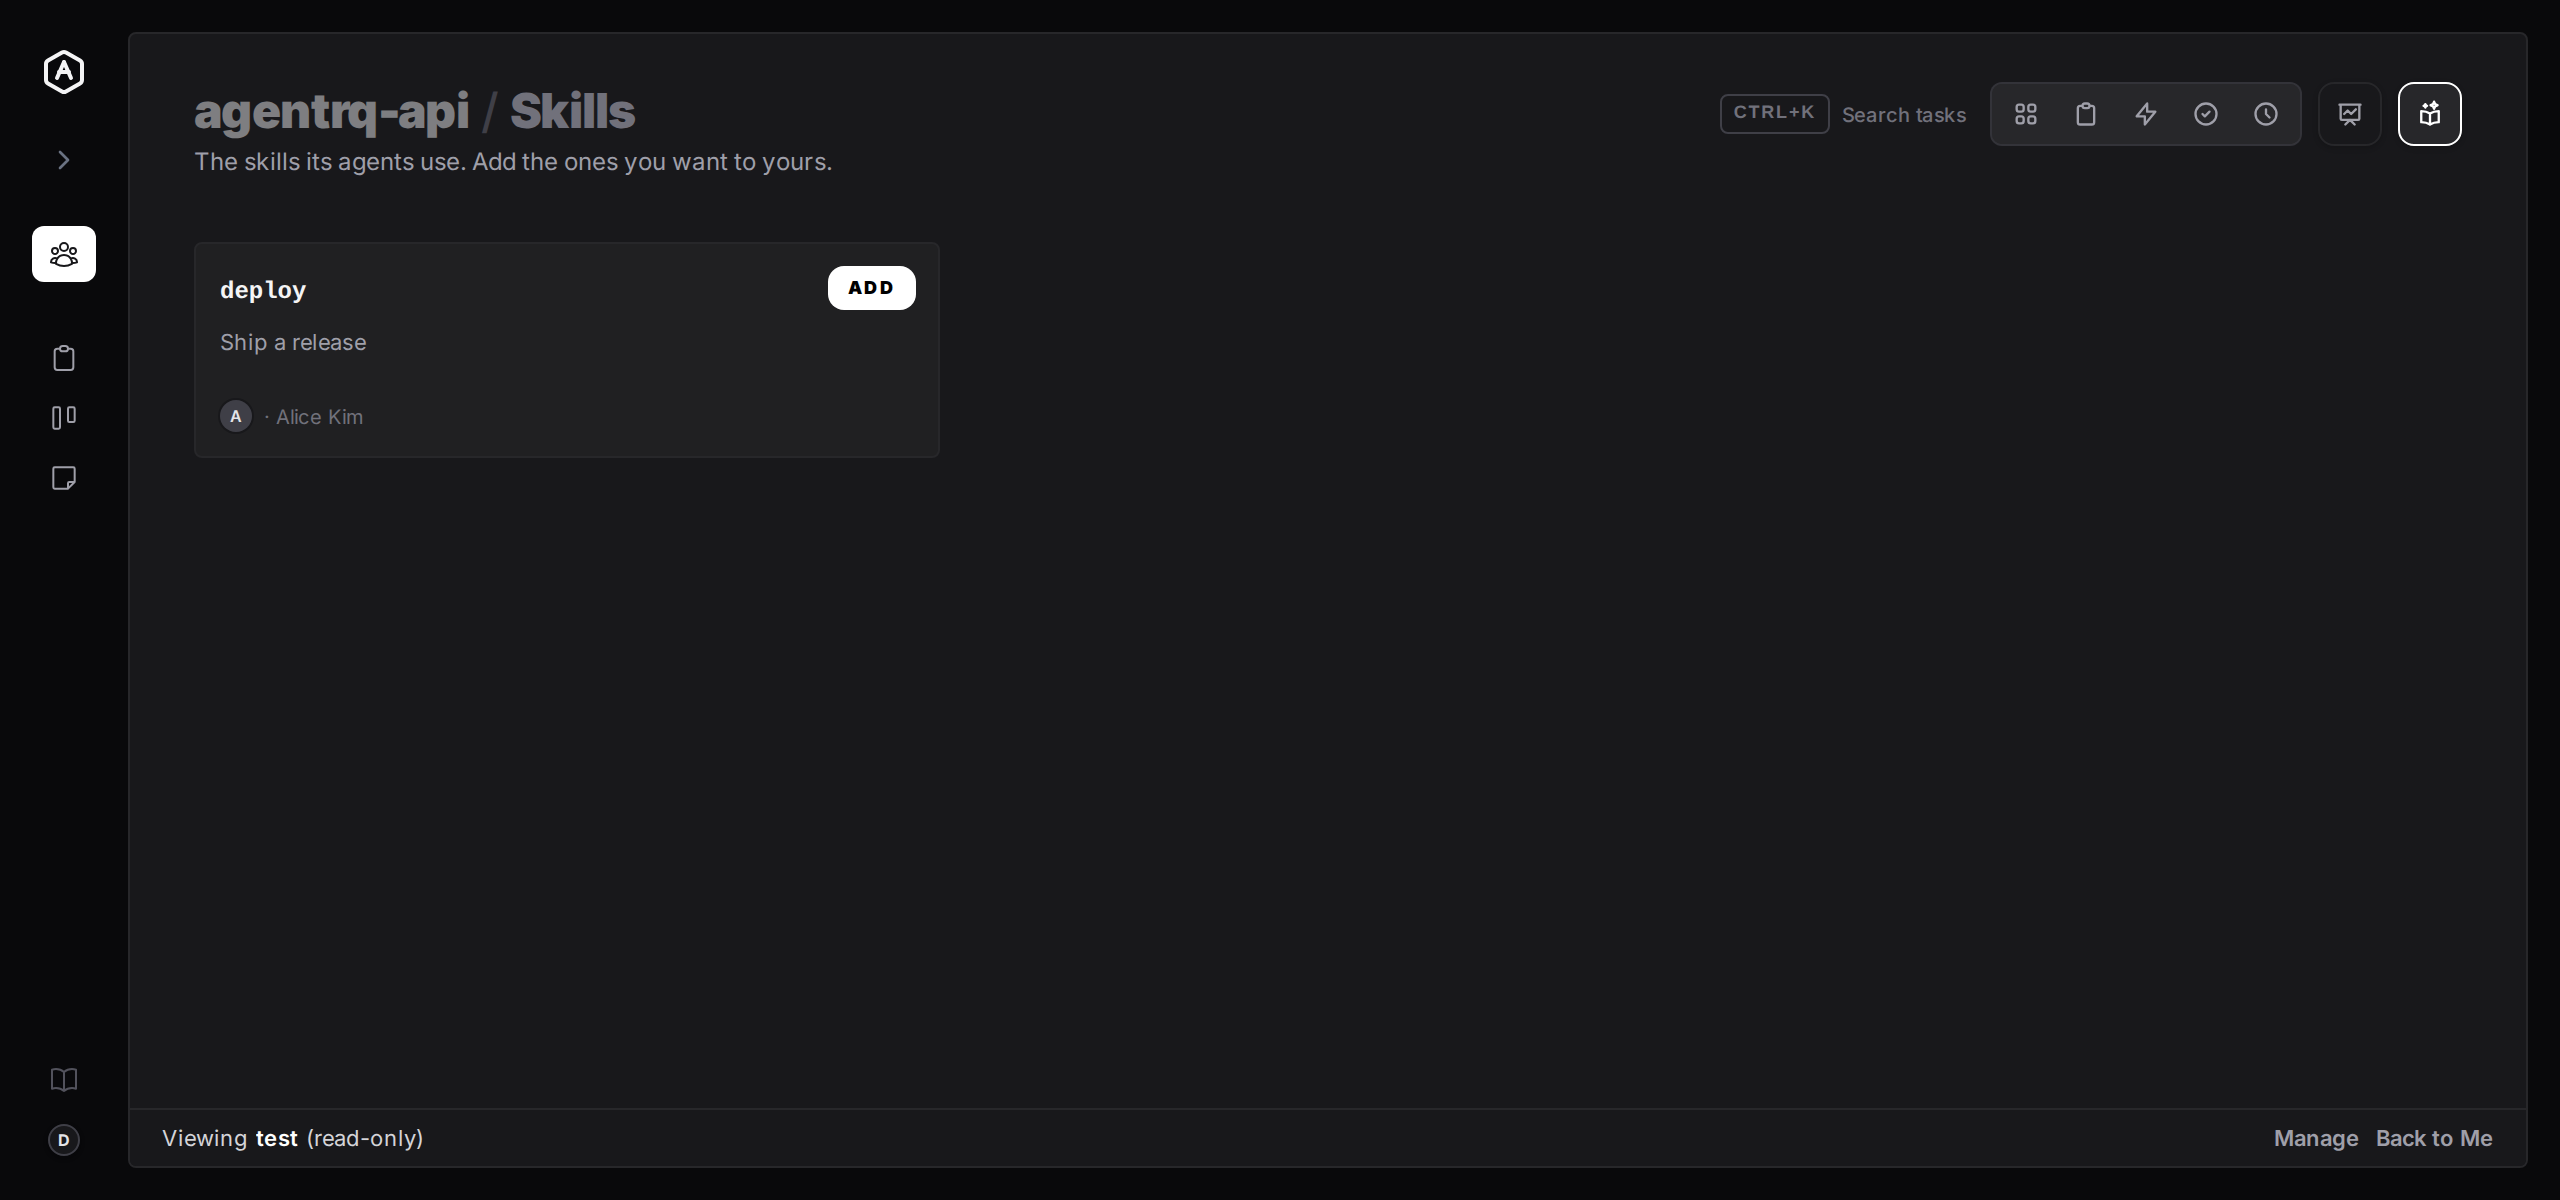 A
agentrq-api / Skills
The skills its agents use. Add the ones you want to yours.
CTRL+K Search tasks
deploy
ADD
Ship a release
A · Alice Kim
D
Viewing test (read-only)
Manage Back to Me